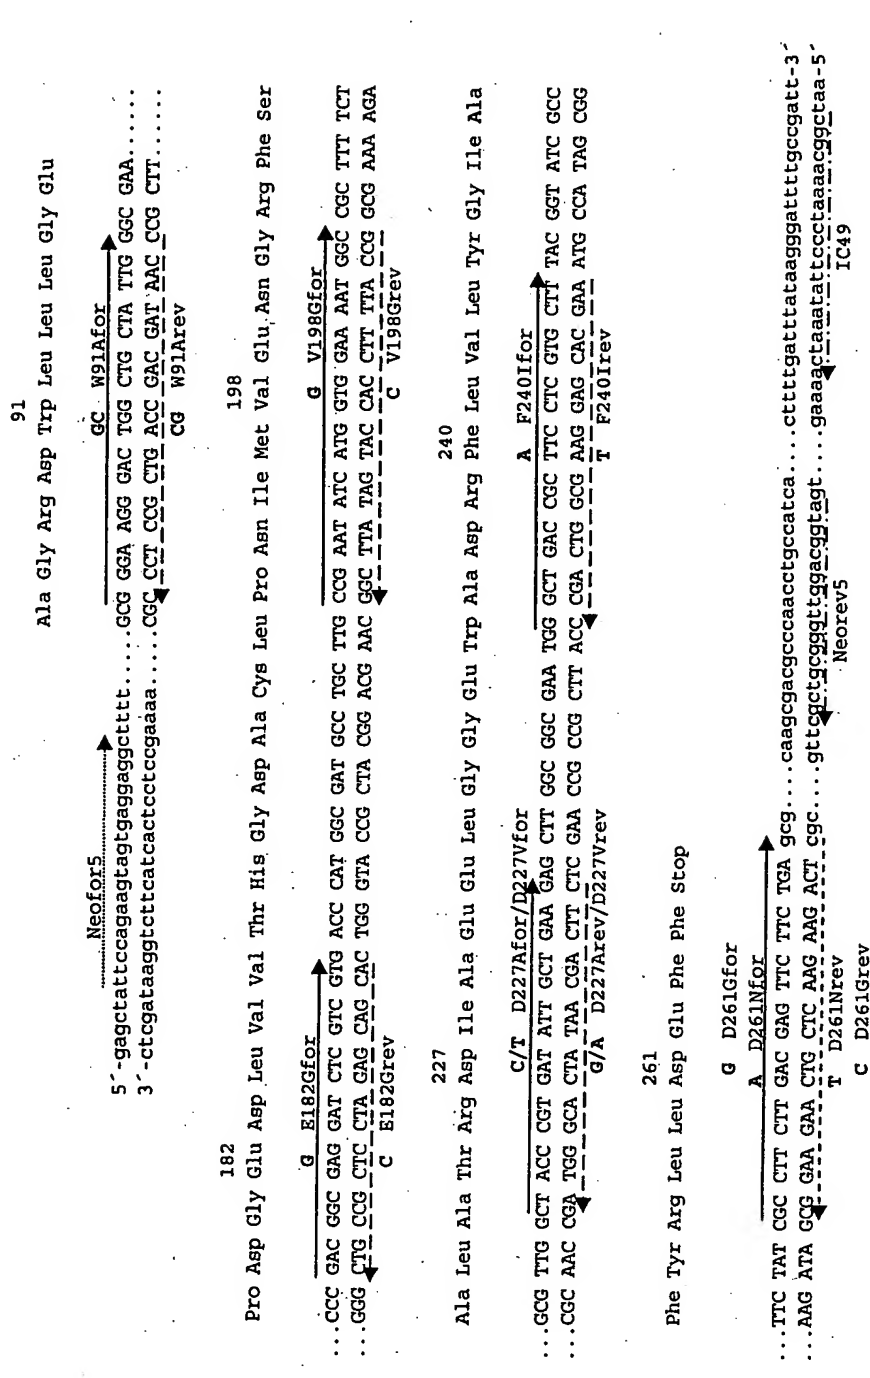 91
Ala Gly Arg Asp Trp Leu Leu Leu Gly Glu
Neofor5
GC W91Afor
5´-gagctattccagaagtagtgaggaggctttt.....GCG GGA AGG GAC TGG CTG CTA TTG GGC GAA......
3´-ctcgataaggtcttcatcactcctccgaaaa.....CGC CCT CCG CTG ACC GAC GAT AAC CCG CTT......
CG W91Arev
182 198
Pro Asp Gly Glu Asp Leu Val Val Thr His Gly Asp Ala Cys Leu Pro Asn Ile Met Val Glu Asn Gly Arg Phe Ser
G E182Gfor G V198Gfor
...CCC GAC GGC GAG GAT CTC GTC GTG ACC CAT GGC GAT GCC TGC TTG CCG AAT ATC ATG GTG GAA AAT GGC CGC TTT TCT
...GGG CTG CCG CTC CTA GAG CAG CAC TGG GTA CCG CTA CGG ACG AAC GGC TTA TAG TAC CAC CTT TTA CCG GCG AAA AGA
C E182Grev C V198Grev
227 240
Ala Leu Ala Thr Arg Asp Ile Ala Glu Glu Leu Gly Gly Glu Trp Ala Asp Arg Phe Leu Val Leu Tyr Gly Ile Ala
C/T D227Afor/D227Vfor A F240Ifor
...GCG TTG GCT ACC CGT GAT ATT GCT GAA GAG CTT GGC GGC GAA TGG GCT GAC CGC TTC CTC GTG CTT TAC GGT ATC GCC
...CGC AAC CGA TGG GCA CTA TAA CGA CTT CTC GAA CCG CCG CTT ACC CGA CTG GCG AAG GAG CAC GAA ATG CCA TAG CGG
G/A D227Arev/D227Vrev T F240Irev
261
Phe Tyr Arg Leu Leu Asp Glu Phe Phe Stop
G D261Gfor
A D261Nfor
...TTC TAT CGC CTT CTT GAC GAG TTC TTC TGA gcg....caagcgacgcccaacctgccatca....ctttttgatttataagggattttgccgatt-3´
...AAG ATA GCG GAA GAA CTG CTC AAG AAG ACT cgc....gttcgctgcgggttggacggtagt....gaaaaactaaatattccctaaaacggctaa-5´
T D261Nrev Neorev5 IC49
C D261Grev